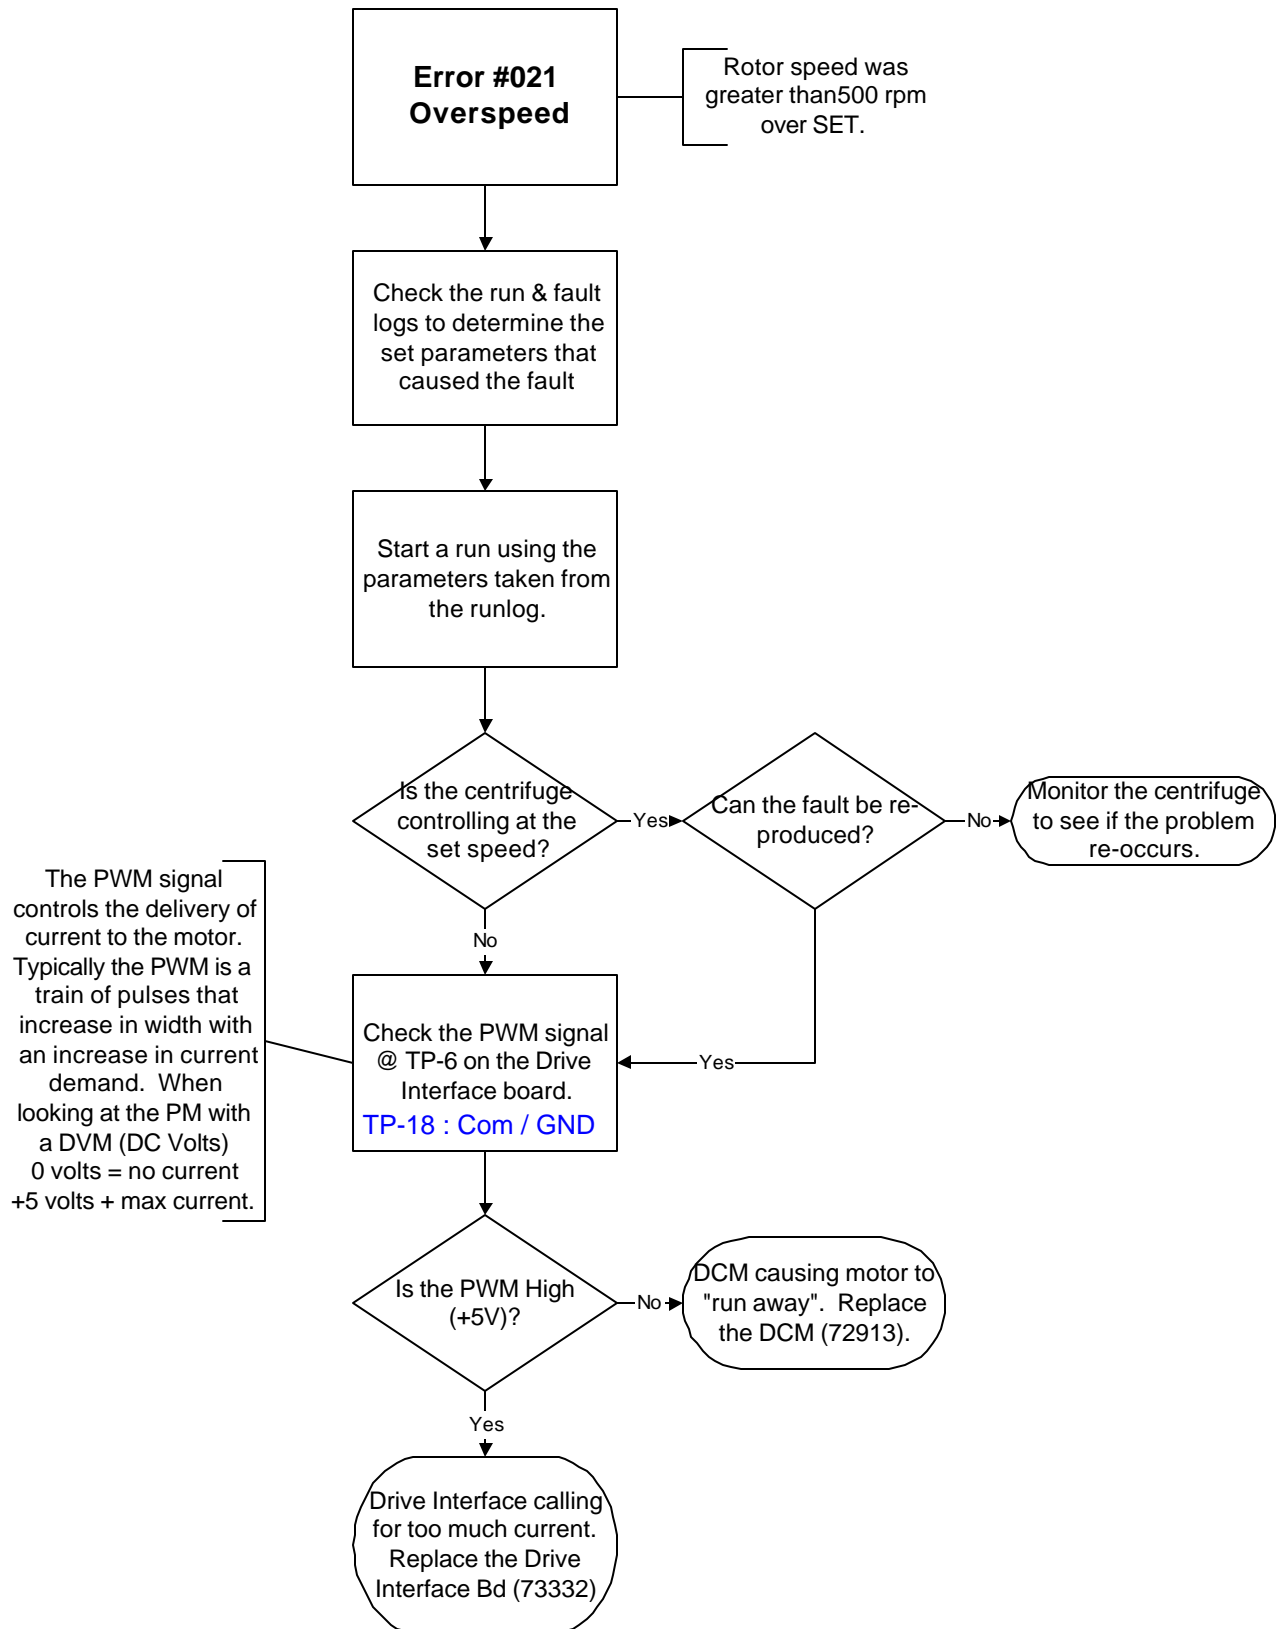 Error #021
Overspeed
Rotor speed was
greater than500 rpm
over SET.
Check the run & fault
logs to determine the
set parameters that
caused the fault
Start a run using the
parameters taken from
the runlog.
Is the centrifuge
controlling at the
set speed?
Yes
Can the fault be re-
produced?
No
Monitor the centrifuge
to see if the problem
re-occurs.
No
Yes
The PWM signal
controls the delivery of
current to the motor.
Typically the PWM is a
train of pulses that
increase in width with
an increase in current
demand. When
looking at the PM with
a DVM (DC Volts)
0 volts = no current
+5 volts + max current.
Check the PWM signal
@ TP-6 on the Drive
Interface board.
TP-18 : Com / GND
Is the PWM High
(+5V)?
No
DCM causing motor to
"run away". Replace
the DCM (72913).
Yes
Drive Interface calling
for too much current.
Replace the Drive
Interface Bd (73332)